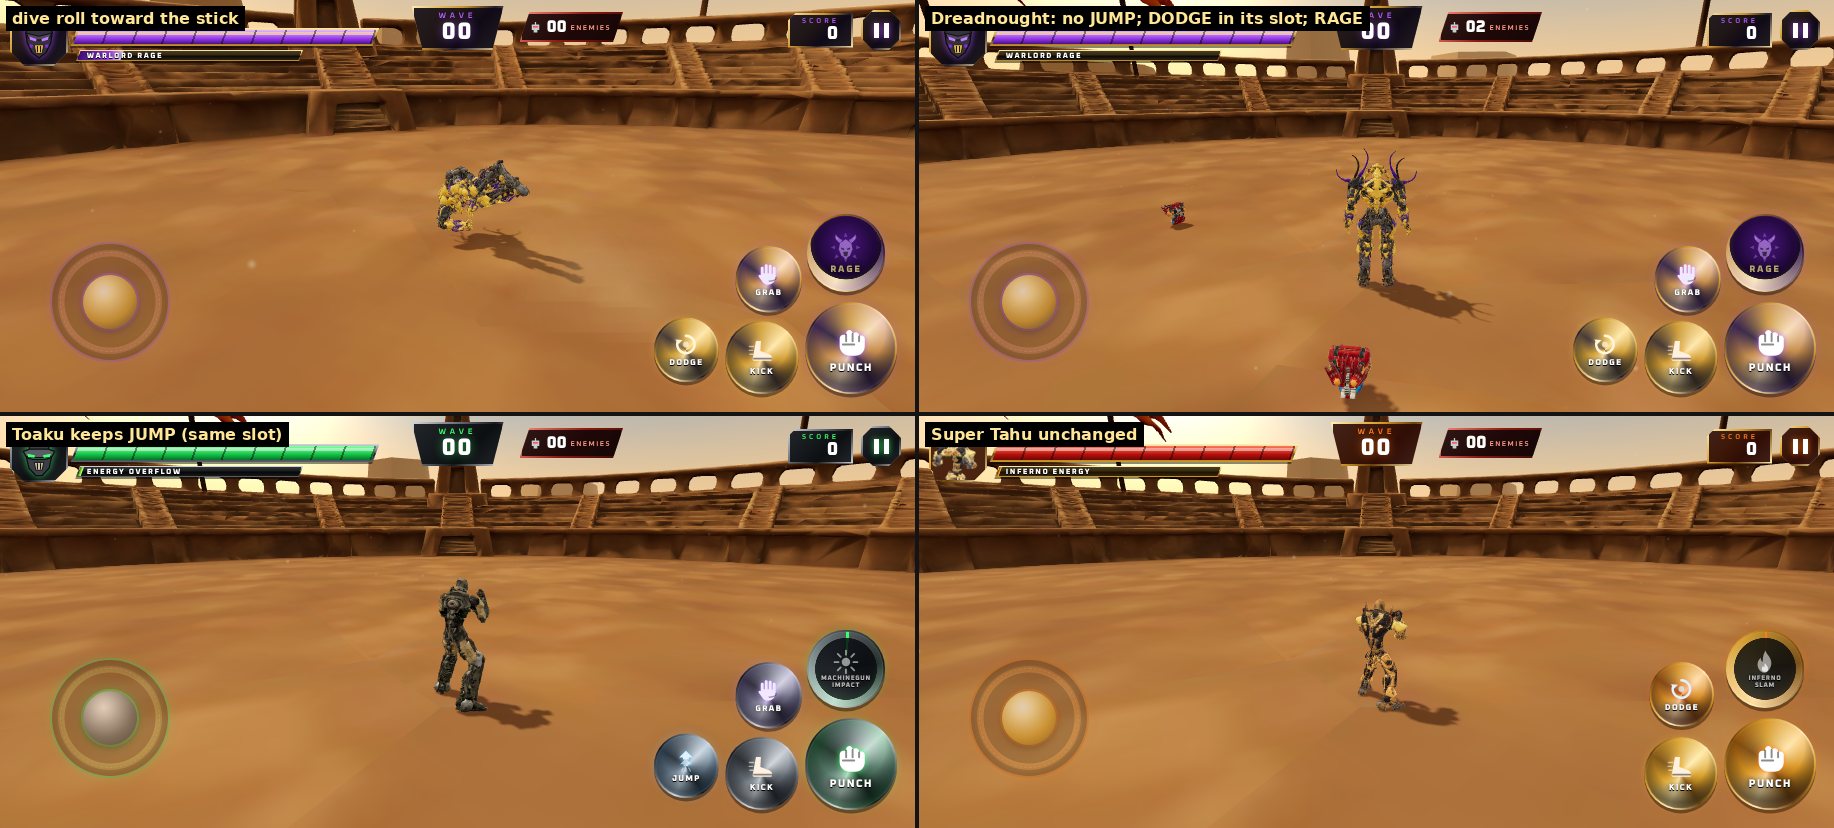 dive roll toward the stick
WAVE
00
00 ENEMIES
SCORE
0
WARLORD RAGE
RAGE
GRAB
DODGE
KICK
PUNCH
Dreadnought: no JUMP; DODGE in its slot; RAGE
AVE
00
02 ENEMIES
SCORE
0
WARLORD RAGE
RAGE
GRAB
DODGE
KICK
PUNCH
Toaku keeps JUMP (same slot)
WAVE
00
00 ENEMIES
SCORE
0
ENERGY OVERFLOW
MACHINEGUN
IMPACT
GRAB
JUMP
KICK
PUNCH
Super Tahu unchanged
WAVE
00
00 ENEMIES
SCORE
0
INFERNO ENERGY
INFERNO
SLAM
DODGE
KICK
PUNCH